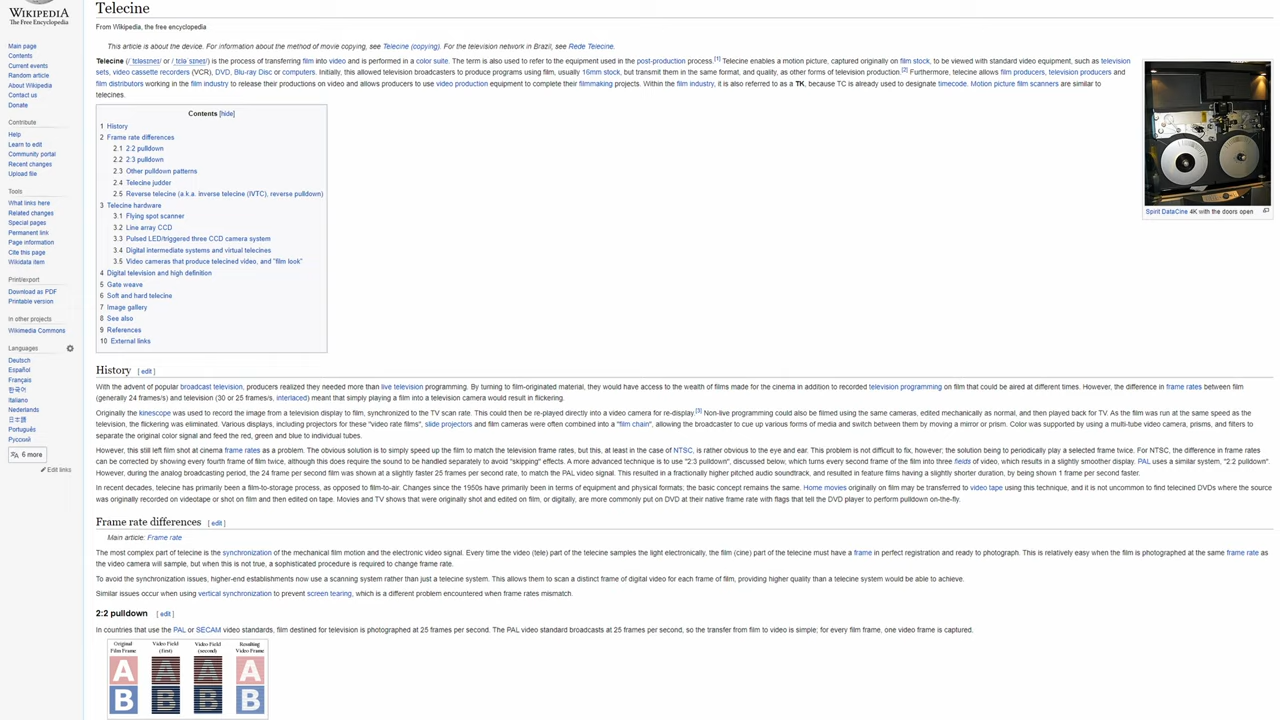 WIKIPEDIA
The Free Encyclopedia
Main page
Contents
Current events
Random article
About Wikipedia
Contact us
Donate
Contribute
Help
Learn to edit
Community portal
Recent changes
Upload file
Tools
What links here
Related changes
Special pages
Permanent link
Page information
Cite this page
Wikidata item
Print/export
Download as PDF
Printable version
In other projects
Wikimedia Commons
Languages
Deutsch
Español
Français
한국어
Italiano
Nederlands
日本語
Português
Русский
6 more
Edit links
Telecine
From Wikipedia, the free encyclopedia
This article is about the device. For information about the method of movie copying, see Telecine (copying). For the television network in Brazil, see Rede Telecine.
Telecine is the process of transferring film into video and is performed in a color suite. The term is also used to refer to the equipment used in the post-production process.[1] Telecine enables a motion picture, captured originally on film stock, to be viewed with standard video equipment, such as television
sets, video cassette recorders (VCR), DVD, Blu-ray Disc or computers. Initially, this allowed television broadcasters to produce programs using film, usually 16mm stock, but transmit them in the same format, and quality, as other forms of television production.[2] Furthermore, telecine allows film producers, television producers and
film distributors working in the film industry to release their productions on video and allows producers to use video production equipment to complete their filmmaking projects. Within the film industry, it is also referred to as a TK, because TC is already used to designate timecode. Motion picture film scanners are similar to
telecines.
Spirit DataCine 4K with the doors open
Contents [hide]
1 History
2 Frame rate differences
2.1 2:2 pulldown
2.2 2:3 pulldown
2.3 Other pulldown patterns
2.4 Telecine judder
2.5 Reverse telecine (a.k.a. inverse telecine (IVTC), reverse pulldown)
3 Telecine hardware
3.1 Flying spot scanner
3.2 Line array CCD
3.3 Pulsed LED/triggered three CCD camera system
3.4 Digital intermediate systems and virtual telecines
3.5 Video cameras that produce telecined video, and "film look"
4 Digital television and high definition
5 Gate weave
6 Soft and hard telecine
7 Image gallery
8 See also
9 References
10 External links
History [ edit ]
With the advent of popular broadcast television, producers realized they needed more than live television programming. By turning to film-originated material, they would have access to the wealth of films made for the cinema in addition to recorded television programming on film that could be aired at different times. However, the difference in frame rates between film
(generally 24 frames/s) and television (30 or 25 frames/s, interlaced) meant that simply playing a film into a television camera would result in flickering.
Originally the kinescope was used to record the image from a television display to film, synchronized to the TV scan rate. This could then be re-played directly into a video camera for re-display.[3] Non-live programming could also be filmed using the same cameras, edited mechanically as normal, and then played back for TV. As the film was run at the same speed as the
television, the flickering was eliminated. Various displays, including projectors for these "video rate films", slide projectors and film cameras were often combined into a "film chain", allowing the broadcaster to cue up various forms of media and switch between them by moving a mirror or prism. Color was supported by using a multi-tube video camera, prisms, and filters to
separate the original color signal and feed the red, green and blue to individual tubes.
However, this still left film shot at cinema frame rates as a problem. The obvious solution is simply to speed up the film to match the television frame rates, but this, at least in the case of NTSC, is rather obvious to the eye and ear. This problem is not difficult to fix, however; the solution being to periodically play a selected frame twice. For NTSC, the difference in frame rates
can be corrected by showing every fourth frame of film twice, although this does require the sound to be handled separately to avoid "skipping" effects. A more advanced technique is to use "2:3 pulldown", discussed below, which turns every second frame of the film into three fields of video, which results in a slightly smoother display. PAL uses a similar system, "2:2 pulldown".
However, during the analog broadcasting period, the 24 frame per second film was shown at a slightly faster 25 frames per second, to match the PAL video signal. This resulted in a fractionally higher pitched audio soundtrack, and resulted in feature films having a slightly shorter duration, by being shown 1 frame per second faster.
In recent decades, telecine has primarily been a film-to-storage process, as opposed to film-to-air. Changes since the 1950s have primarily been in terms of equipment and physical formats; the basic concept remains the same. Home movies originally on film may be transferred to video tape using this technique, and it is not uncommon to find telecined DVDs where the source
was originally recorded on videotape or shot on film and then edited on tape. Movies and TV shows that were originally shot and edited on film, or digitally, are more commonly put on DVD at their native frame rate with flags that tell the DVD player to perform pulldown on-the-fly.
Frame rate differences [ edit ]
Main article: Frame rate
The most complex part of telecine is the synchronization of the mechanical film motion and the electronic video signal. Every time the video (tele) part of the telecine samples the light electronically, the film (cine) part of the telecine must have a frame in perfect registration and ready to photograph. This is relatively easy when the film is photographed at the same frame rate as
the video camera will sample, but when this is not true, a sophisticated procedure is required to change frame rate.
To avoid the synchronization issues, higher-end establishments now use a scanning system rather than just a telecine system. This allows them to scan a distinct frame of digital video for each frame of film, providing higher quality than a telecine system would be able to achieve.
Similar issues occur when using vertical synchronization to prevent screen tearing, which is a different problem encountered when frame rates mismatch.
2:2 pulldown [ edit ]
In countries that use the PAL or SECAM video standards, film destined for television is photographed at 25 frames per second. The PAL video standard broadcasts at 25 frames per second, so the transfer from film to video is simple; for every film frame, one video frame is captured.
Original Film Frame
Video Field (first)
Video Field (second)
Resulting Video Frame
A A A A
B B B B